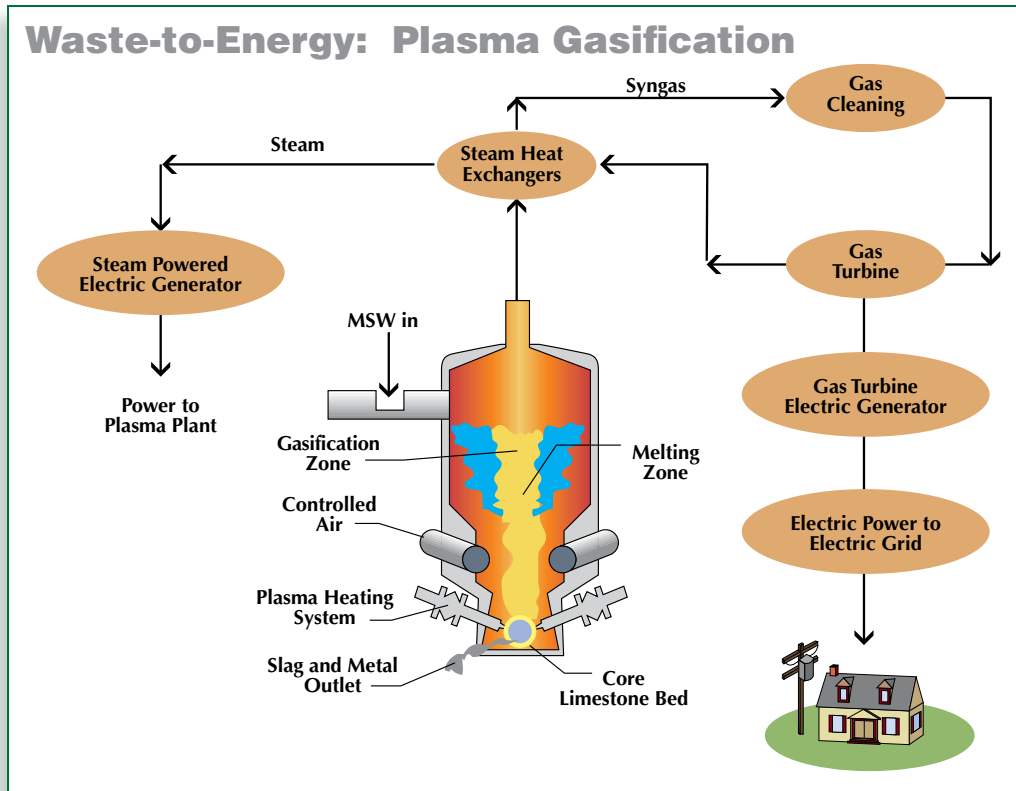 Waste-to-Energy: Plasma Gasification
Syngas
Gas
Cleaning
Steam
Steam Heat
Exchangers
Steam Powered
Electric Generator
Gas
Turbine
MSW in
Power to
Plasma Plant
Gas Turbine
Electric Generator
Gasification
Zone
Melting
Zone
Controlled
Air
Electric Power to
Electric Grid
Plasma Heating
System
Slag and Metal
Outlet
Core
Limestone Bed